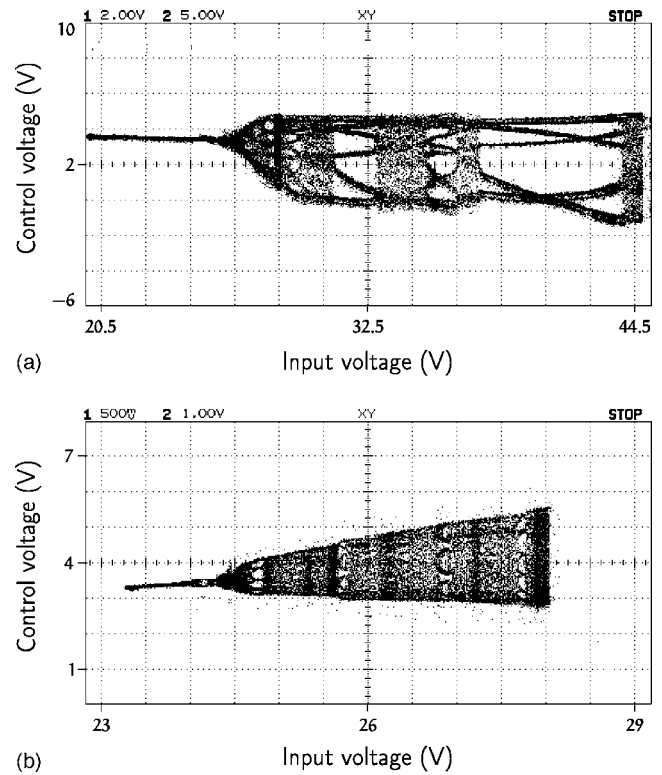 1 2.00V 2 5.00V XY STOP
10
2
−6
Control voltage (V)
20.5 32.5 44.5
Input voltage (V)
(a)
1 500m 2 1.00V XY STOP
7
4
1
Control voltage (V)
23 26 29
Input voltage (V)
(b)